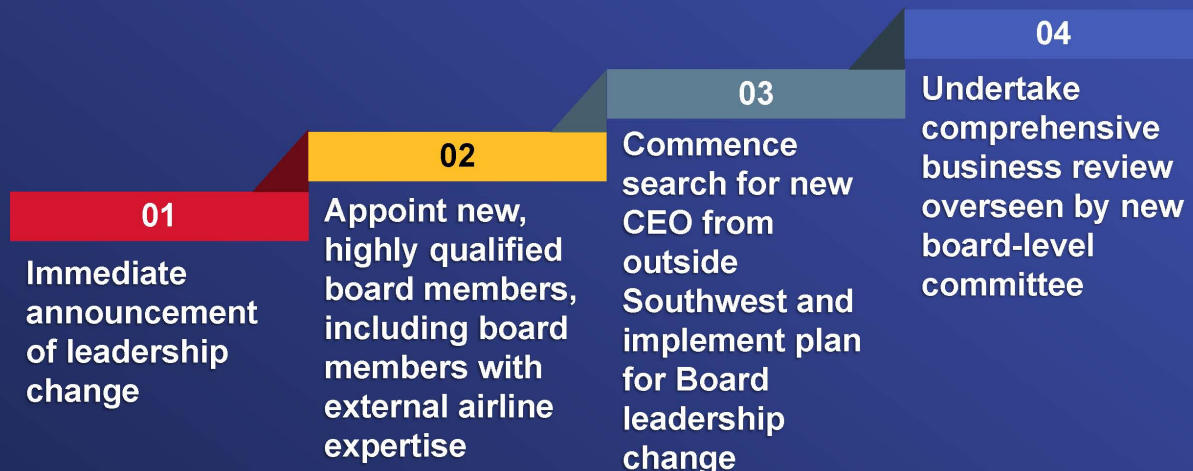 01
Immediate
announcement
of leadership
change
02
Appoint new,
highly qualified
board members,
including board
members with
external airline
expertise
03
Commence
search for new
CEO from
outside
Southwest and
implement plan
for Board
leadership
change
04
Undertake
comprehensive
business review
overseen by new
board-level
committee